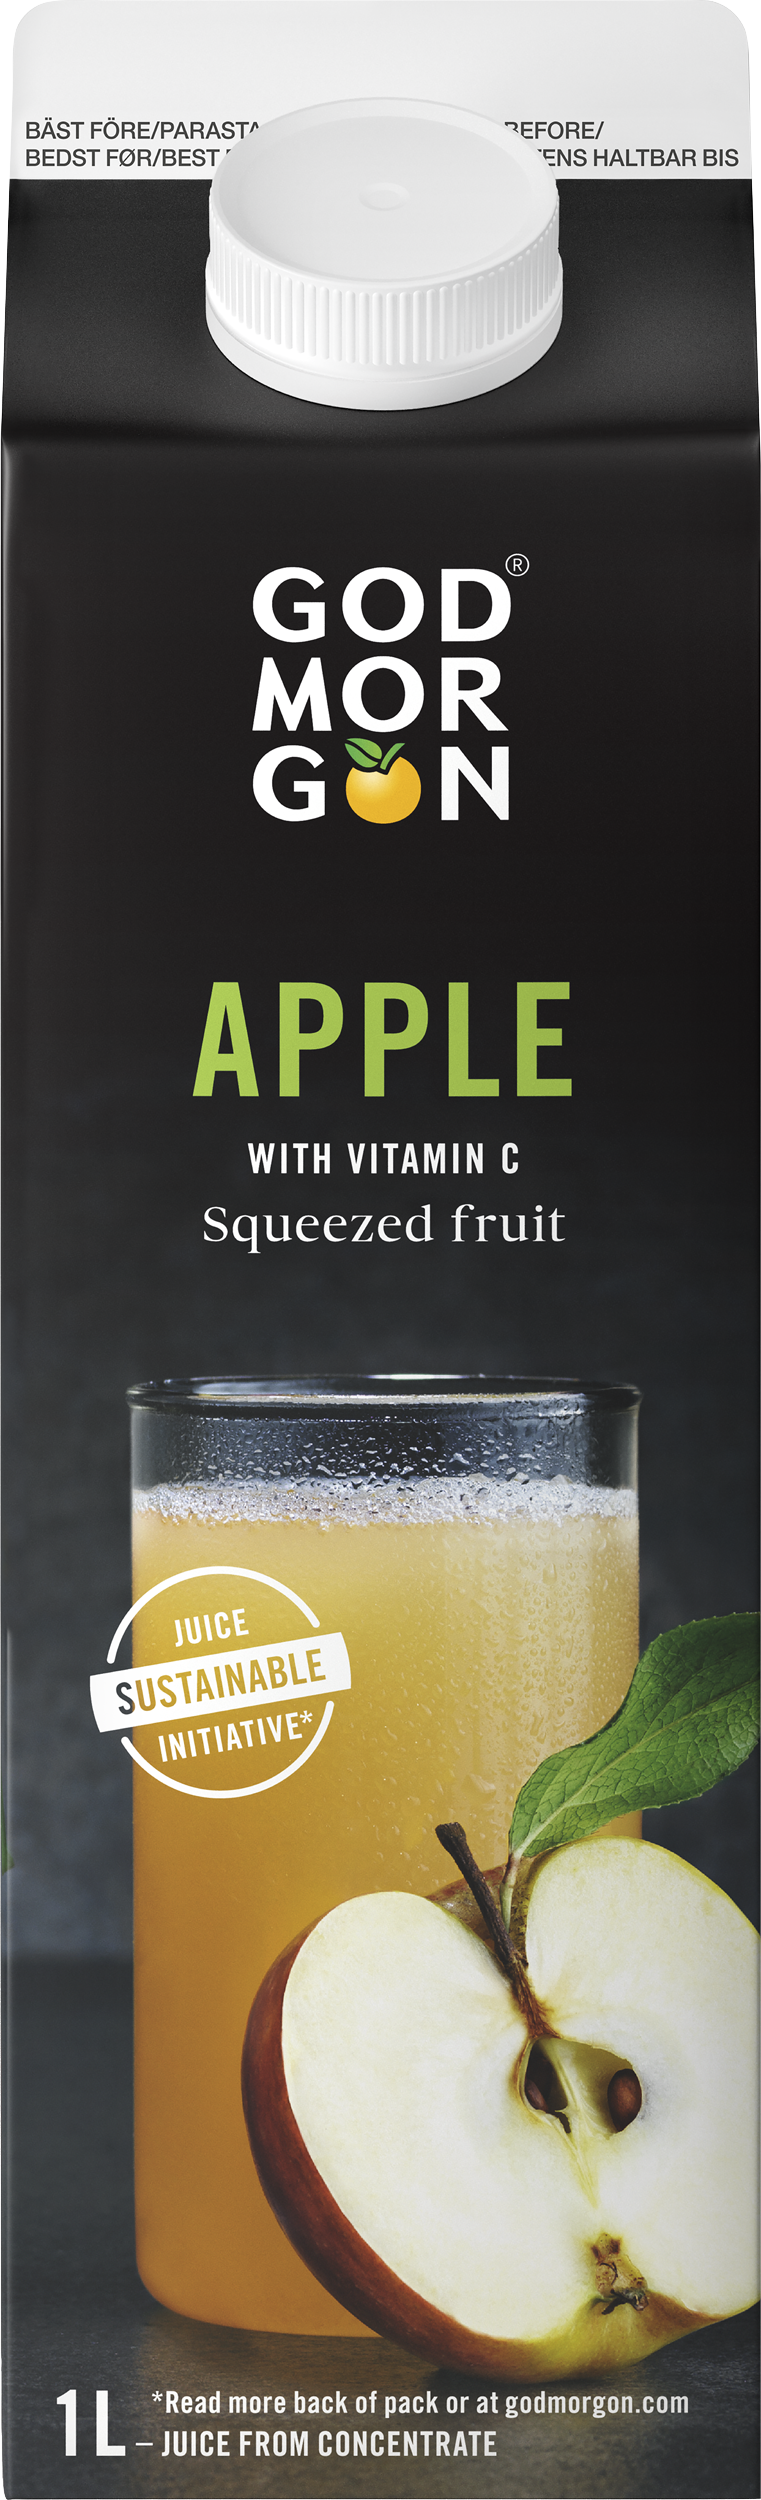 BÄST FÖRE/PARASTA BEFORE/
BEDST FØR/BEST HALTBAR BIS
GOD®
MOR
GON
APPLE
WITH VITAMIN C
Squeezed fruit
JUICE
SUSTAINABLE
INITIATIVE*
1L
*Read more back of pack or at godmorgon.com
– JUICE FROM CONCENTRATE